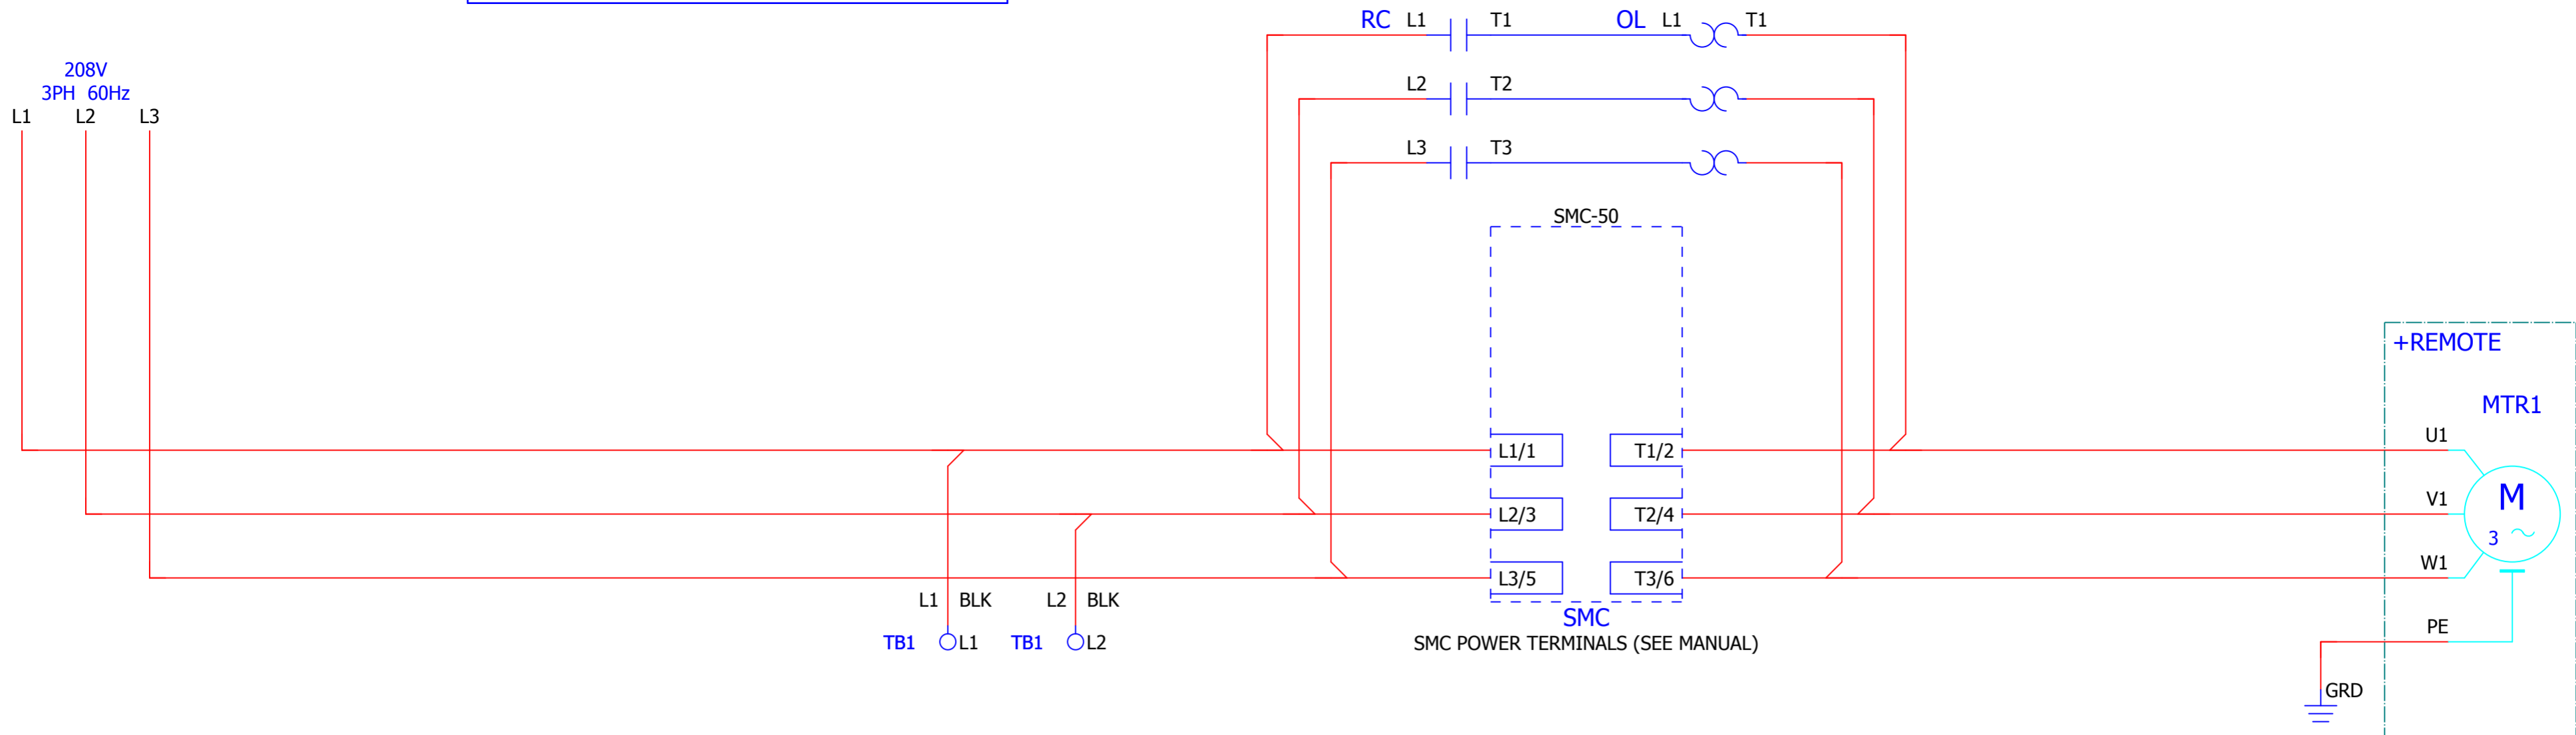 RC L1 T1 OL L1 T1
208V
3PH 60Hz
L1 L2 L3
L2 T2
L3 T3
SMC-50
+REMOTE
MTR1
U1
L1/1 T1/2
V1
M
L2/3 T2/4
3
W1
L3/5 T3/6
L1 BLK L2 BLK
SMC
PE
TB1 L1 TB1 L2
SMC POWER TERMINALS (SEE MANUAL)
GRD